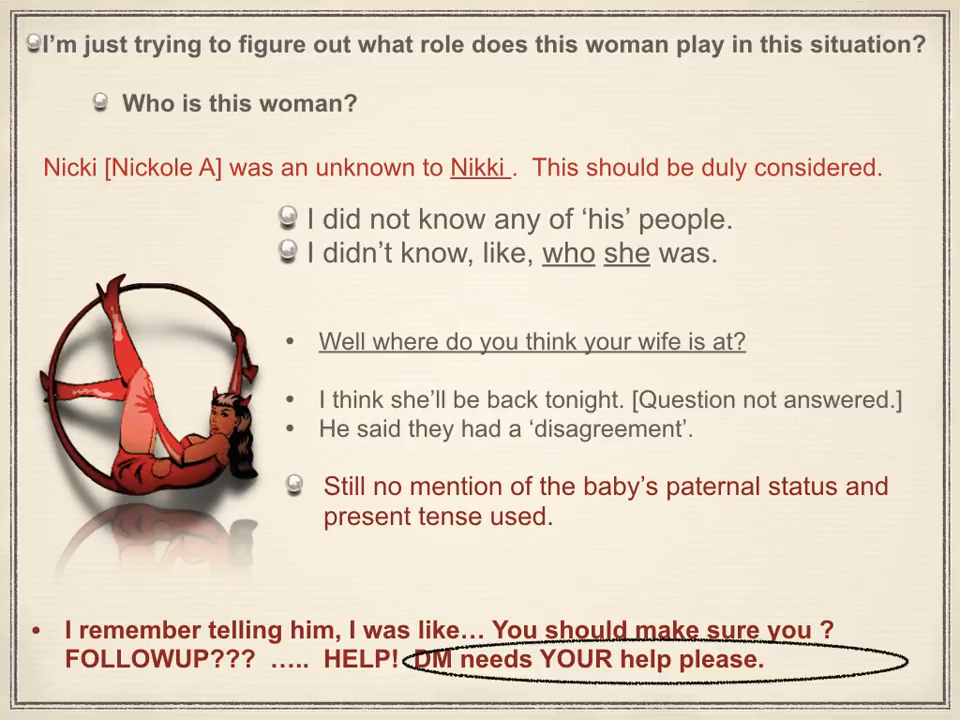 I’m just trying to figure out what role does this woman play in this situation?
Who is this woman?
Nicki [Nickole A] was an unknown to Nikki . This should be duly considered.
I did not know any of ‘his’ people.
I didn’t know, like, who she was.
• Well where do you think your wife is at?
• I think she’ll be back tonight. [Question not answered.]
• He said they had a ‘disagreement’.
Still no mention of the baby’s paternal status and
present tense used.
• I remember telling him, I was like… You should make sure you ?
FOLLOWUP??? ….. HELP! DM needs YOUR help please.